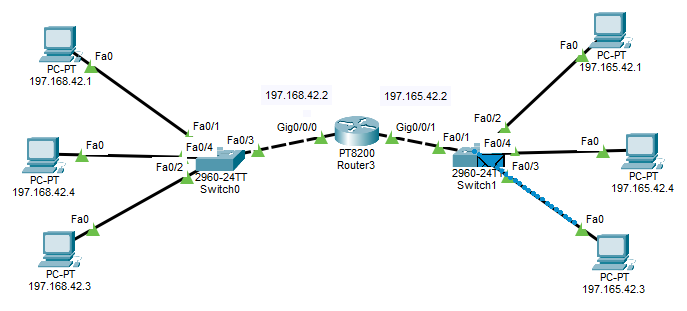 Fa0
PC-PT
197.168.42.1
Fa0
PC-PT
197.168.42.4
Fa0
PC-PT
197.168.42.3
Fa0/1
Fa0/4
Fa0/2
Fa0/3
2960-24TT
Switch0
197.168.42.2
Gig0/0/0
PT8200
Router3
197.165.42.2
Gig0/0/1
Fa0/1
2960-24TT
Switch1
Fa0/2
Fa0/4
Fa0/3
Fa0
PC-PT
197.165.42.1
Fa0
PC-PT
197.165.42.4
Fa0
PC-PT
197.165.42.3